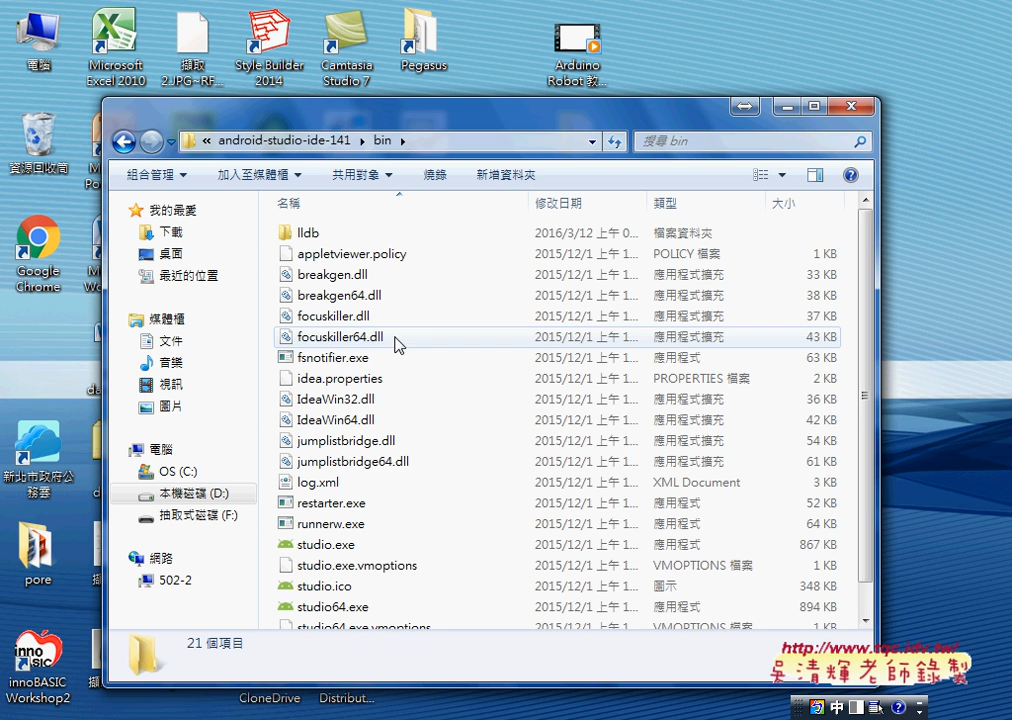 電腦
Microsoft
Excel 2010
擷取
2.JPG~RF...
Style Builder
2014
Camtasia
Studio 7
Pegasus
Arduino
Robot 教...
資源回收筒
Google
Chrome
新北市政府公
務雲
pore
innoBASIC
Workshop2
CloneDrive
Distribut...
« android-studio-ide-141 ▸ bin ▸
搜尋 bin
組合管理 加入至媒體櫃 共用對象 燒錄 新增資料夾
名稱 修改日期 類型 大小
我的最愛
下載
桌面
最近的位置
媒體櫃
文件
音樂
視訊
圖片
電腦
OS (C:)
本機磁碟 (D:)
抽取式磁碟 (F:)
網路
502-2
lldb 2016/3/12 上午 0... 檔案資料夾
appletviewer.policy 2015/12/1 上午 1... POLICY 檔案 1 KB
breakgen.dll 2015/12/1 上午 1... 應用程式擴充 33 KB
breakgen64.dll 2015/12/1 上午 1... 應用程式擴充 38 KB
focuskiller.dll 2015/12/1 上午 1... 應用程式擴充 37 KB
focuskiller64.dll 2015/12/1 上午 1... 應用程式擴充 43 KB
fsnotifier.exe 2015/12/1 上午 1... 應用程式 63 KB
idea.properties 2015/12/1 上午 1... PROPERTIES 檔案 2 KB
IdeaWin32.dll 2015/12/1 上午 1... 應用程式擴充 36 KB
IdeaWin64.dll 2015/12/1 上午 1... 應用程式擴充 42 KB
jumplistbridge.dll 2015/12/1 上午 1... 應用程式擴充 54 KB
jumplistbridge64.dll 2015/12/1 上午 1... 應用程式擴充 61 KB
log.xml 2015/12/1 上午 1... XML Document 3 KB
restarter.exe 2015/12/1 上午 1... 應用程式 52 KB
runnerw.exe 2015/12/1 上午 1... 應用程式 64 KB
studio.exe 2015/12/1 上午 1... 應用程式 867 KB
studio.exe.vmoptions 2015/12/1 上午 1... VMOPTIONS 檔案 1 KB
studio.ico 2015/12/1 上午 1... 圖示 348 KB
studio64.exe 2015/12/1 上午 1... 應用程式 894 KB
studio64.exe.vmoptions 2015/12/1 上午 1... VMOPTIONS 檔案 1 KB
21 個項目
http://www.tqc.idv.tw/
吳清輝老師錄製
中